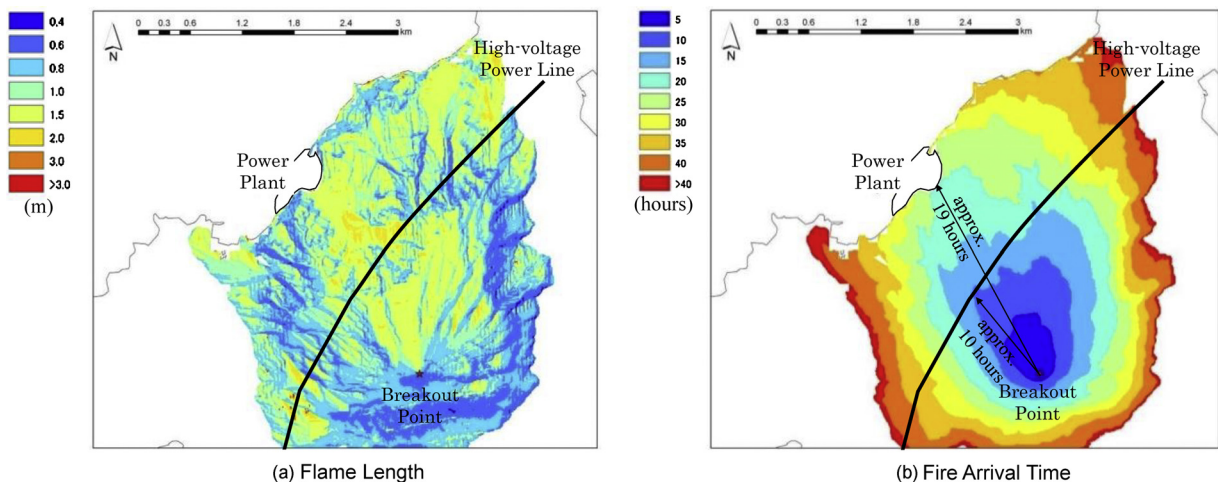 0.4
0.6
0.8
1.0
1.5
2.0
3.0
>3.0
(m)
N
0 0.3 0.6 1.2 1.8 2.4 3
km
High-voltage
Power Line
Power
Plant
Breakout
Point
(a) Flame Length
5
10
15
20
25
30
35
40
>40
(hours)
N
0 0.3 0.6 1.2 1.8 2.4 3
km
High-voltage
Power Line
Power
Plant
approx.
19 hours
approx.
10 hours
Breakout
Point
(b) Fire Arrival Time